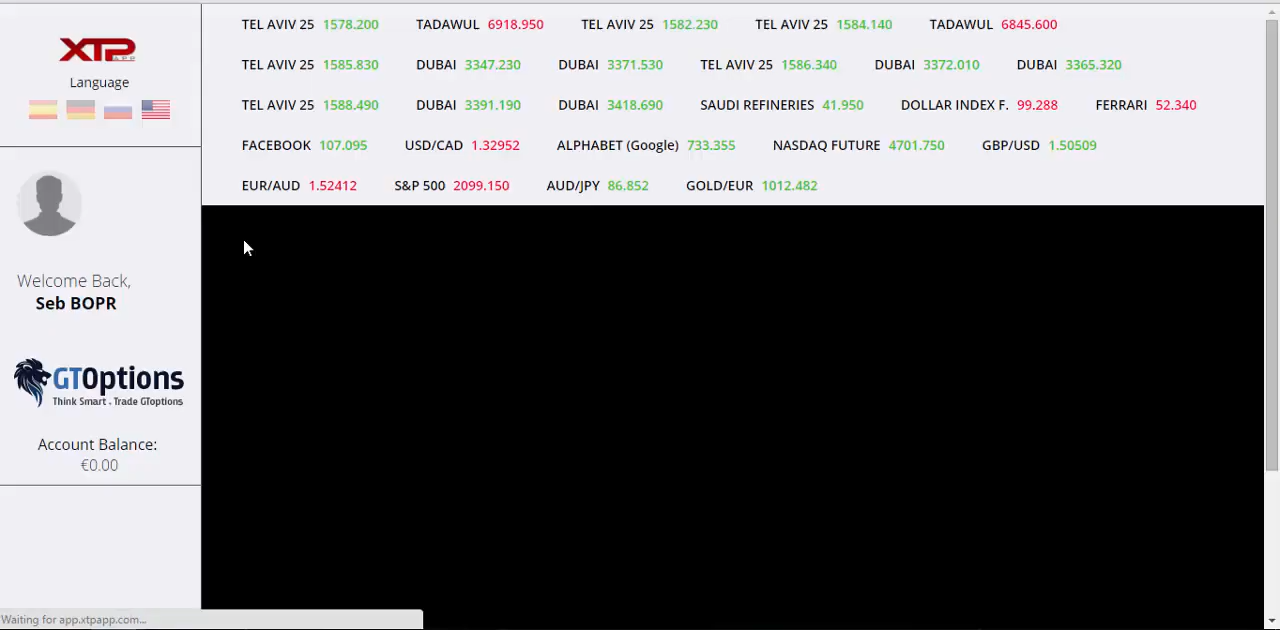 XTP
APP
Language
Welcome Back,
Seb BOPR
GTOptions
Think Smart . Trade GToptions
Account Balance:
€0.00
TEL AVIV 25 1578.200 TADAWUL 6918.950 TEL AVIV 25 1582.230 TEL AVIV 25 1584.140 TADAWUL 6845.600
TEL AVIV 25 1585.830 DUBAI 3347.230 DUBAI 3371.530 TEL AVIV 25 1586.340 DUBAI 3372.010 DUBAI 3365.320
TEL AVIV 25 1588.490 DUBAI 3391.190 DUBAI 3418.690 SAUDI REFINERIES 41.950 DOLLAR INDEX F. 99.288 FERRARI 52.340
FACEBOOK 107.095 USD/CAD 1.32952 ALPHABET (Google) 733.355 NASDAQ FUTURE 4701.750 GBP/USD 1.50509
EUR/AUD 1.52412 S&P 500 2099.150 AUD/JPY 86.852 GOLD/EUR 1012.482
Waiting for app.xtpapp.com...